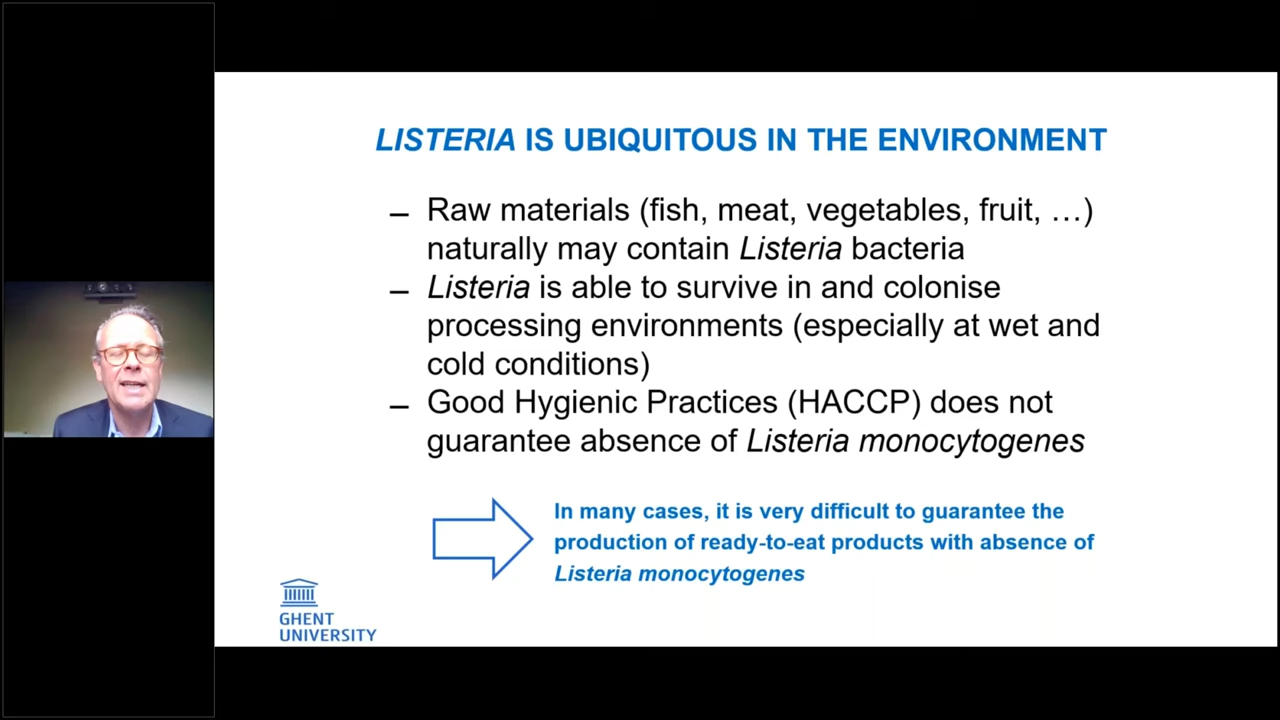 LISTERIA IS UBIQUITOUS IN THE ENVIRONMENT
– Raw materials (fish, meat, vegetables, fruit, …)
naturally may contain Listeria bacteria
– Listeria is able to survive in and colonise
processing environments (especially at wet and
cold conditions)
– Good Hygienic Practices (HACCP) does not
guarantee absence of Listeria monocytogenes
In many cases, it is very difficult to guarantee the
production of ready-to-eat products with absence of
Listeria monocytogenes
GHENT
UNIVERSITY